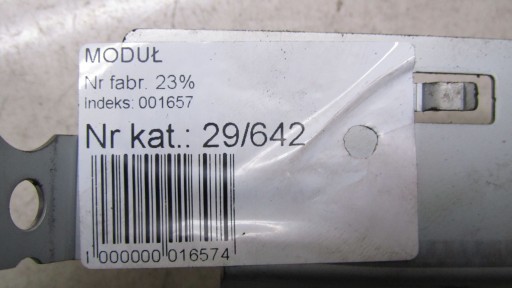 MODUŁ
Nr fabr. 23%
Indeks: 001657
Nr kat.: 29/642
1 000000 016574